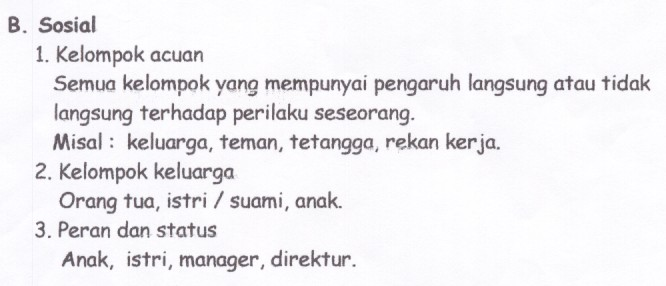 B. Sosial
1. Kelompok acuan
Semua kelompok yang mempunyai pengaruh langsung atau tidak
langsung terhadap perilaku seseorang.
Misal : keluarga, teman, tetangga, rekan kerja.
2. Kelompok keluarga
Orang tua, istri / suami, anak.
3. Peran dan status
Anak, istri, manager, direktur.